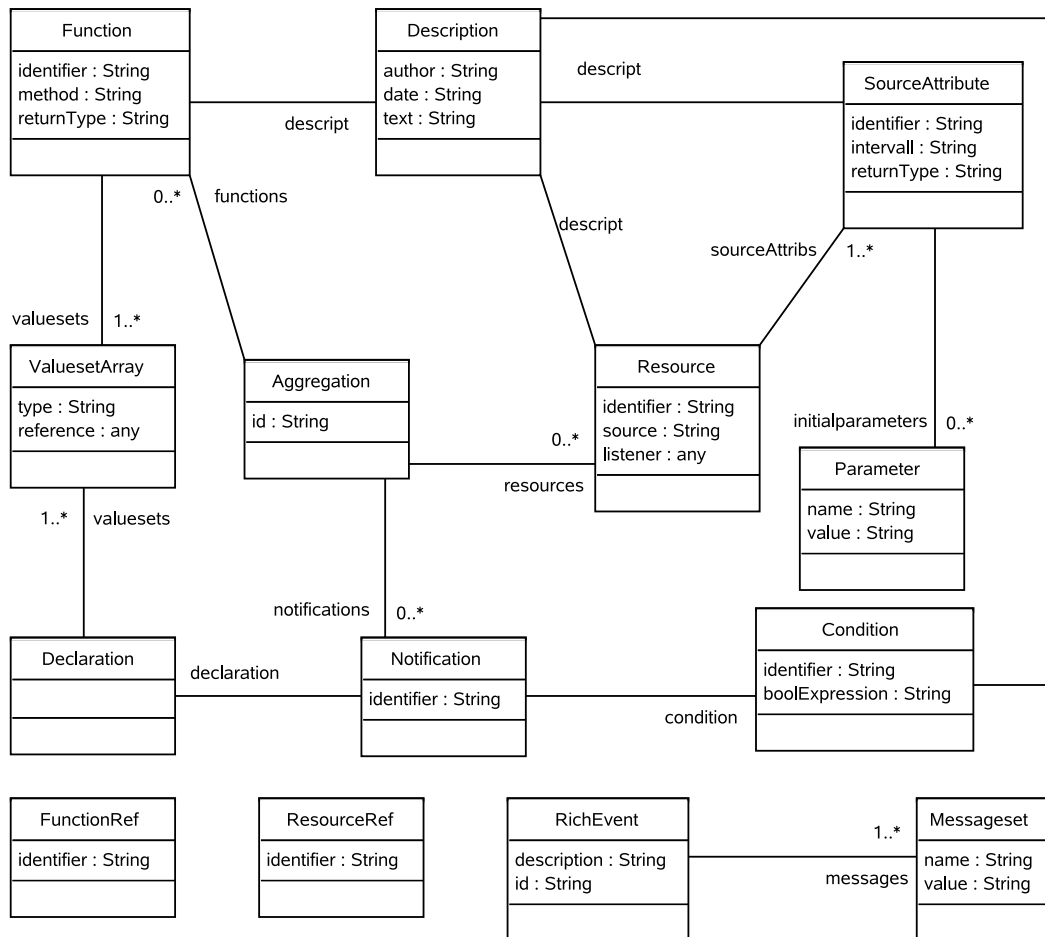 Function
identifier : String
method : String
returnType : String
Description
author : String
date : String
text : String
descript
SourceAttribute
identifier : String
intervall : String
returnType : String
descript
0..*
functions
descript
sourceAttribs
1..*
valuesets
1..*
ValuesetArray
type : String
reference : any
Aggregation
id : String
Resource
identifier : String
source : String
listener : any
0..*
resources
initialparameters
0..*
Parameter
name : String
value : String
1..*
valuesets
notifications
0..*
Declaration
declaration
Notification
identifier : String
condition
Condition
identifier : String
boolExpression : String
FunctionRef
identifier : String
ResourceRef
identifier : String
RichEvent
description : String
id : String
1..*
messages
Messageset
name : String
value : String